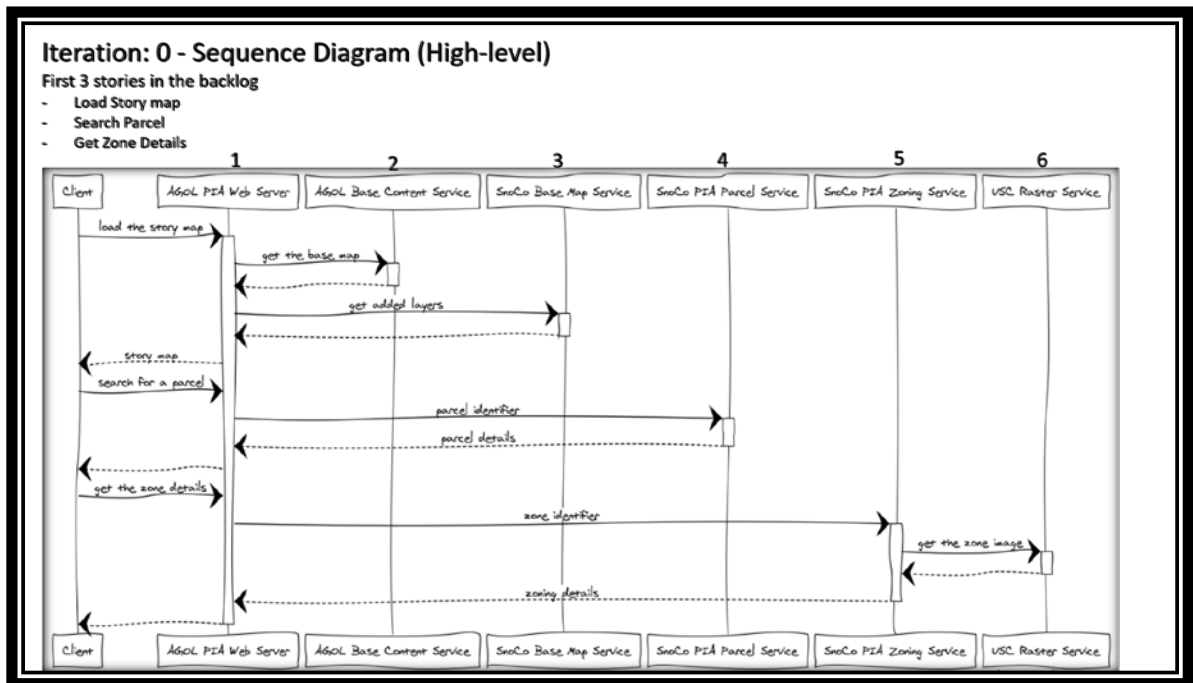 Iteration: 0 - Sequence Diagram (High-level)
First 3 stories in the backlog
- Load Story map
- Search Parcel
- Get Zone Details
1 2 3 4 5 6
Client AGOL PIA Web Server AGOL Base Content Service SnoCo Base Map Service SnoCo PIA Parcel Service SnoCo PIA Zoning Service USC Raster Service
load the story map
get the base map
get added layers
story map
search for a parcel
parcel identifier
parcel details
get the zone details
zone identifier
get the zone image
zoning details
Client AGOL PIA Web Server AGOL Base Content Service SnoCo Base Map Service SnoCo PIA Parcel Service SnoCo PIA Zoning Service USC Raster Service